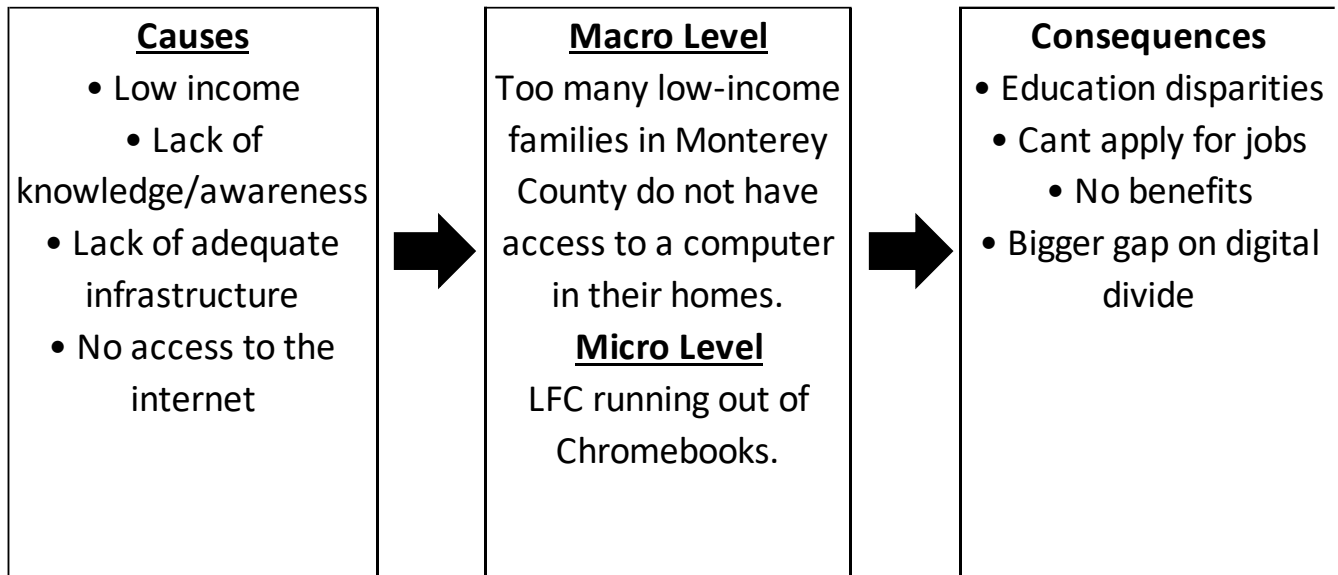 Causes
• Low income
• Lack of
knowledge/awareness
• Lack of adequate
infrastructure
• No access to the
internet
Macro Level
Too many low-income
families in Monterey
County do not have
access to a computer
in their homes.
Micro Level
LFC running out of
Chromebooks.
Consequences
• Education disparities
• Cant apply for jobs
• No benefits
• Bigger gap on digital
divide